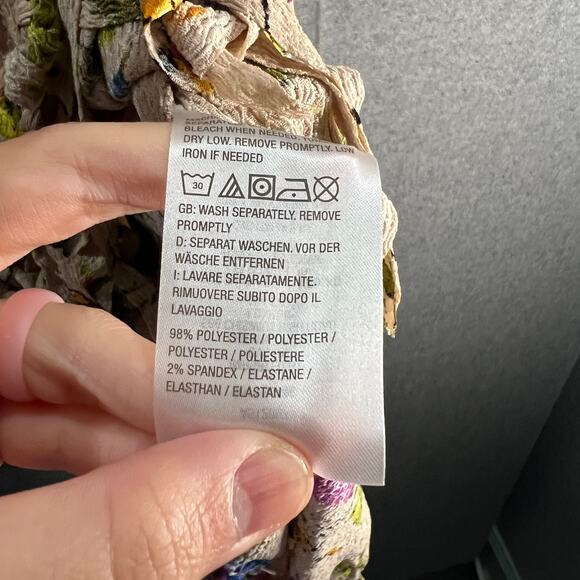 BLEACH WHEN NEEDED.
DRY LOW. REMOVE PROMPTLY. LOW
IRON IF NEEDED
30
GB: WASH SEPARATELY. REMOVE
PROMPTLY
D: SEPARAT WASCHEN. VOR DER
WÄSCHE ENTFERNEN
I: LAVARE SEPARATAMENTE.
RIMUOVERE SUBITO DOPO IL
LAVAGGIO
98% POLYESTER / POLYESTER /
POLYESTER / POLIESTERE
2% SPANDEX / ELASTANE /
ELASTHAN / ELASTAN